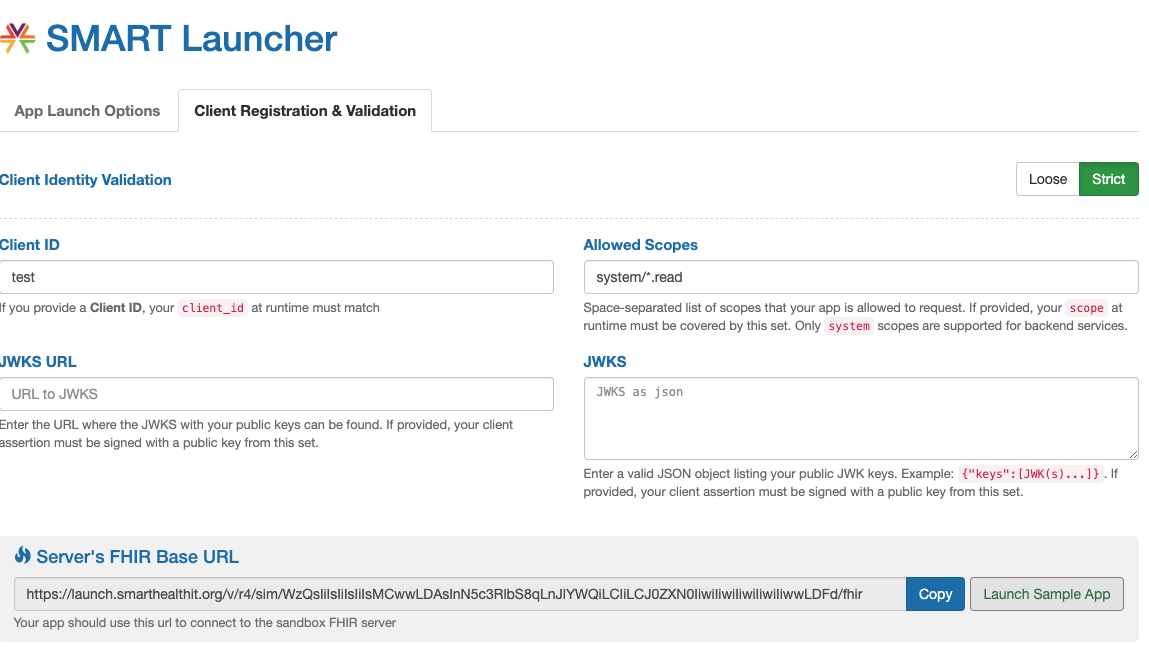 SMART Launcher
App Launch Options
Client Registration & Validation
Client Identity Validation
Loose
Strict
Client ID
test
If you provide a Client ID, your client_id at runtime must match
Allowed Scopes
system/*.read
Space-separated list of scopes that your app is allowed to request. If provided, your scope at
runtime must be covered by this set. Only system scopes are supported for backend services.
JWKS URL
URL to JWKS
Enter the URL where the JWKS with your public keys can be found. If provided, your client
assertion must be signed with a public key from this set.
JWKS
JWKS as json
Enter a valid JSON object listing your public JWK keys. Example: {"keys":[JWK(s)...]}. If
provided, your client assertion must be signed with a public key from this set.
Server's FHIR Base URL
https://launch.smarthealthit.org/v/r4/sim/WzQsIiIsIiIsIiIsMCwwLDAsInN5c3RlbS8qLnJlYWQiLCIiLCJ0ZXN0IiwiIiwiIiwiIiwiIiwwLDFd/fhir
Copy
Launch Sample App
Your app should use this url to connect to the sandbox FHIR server